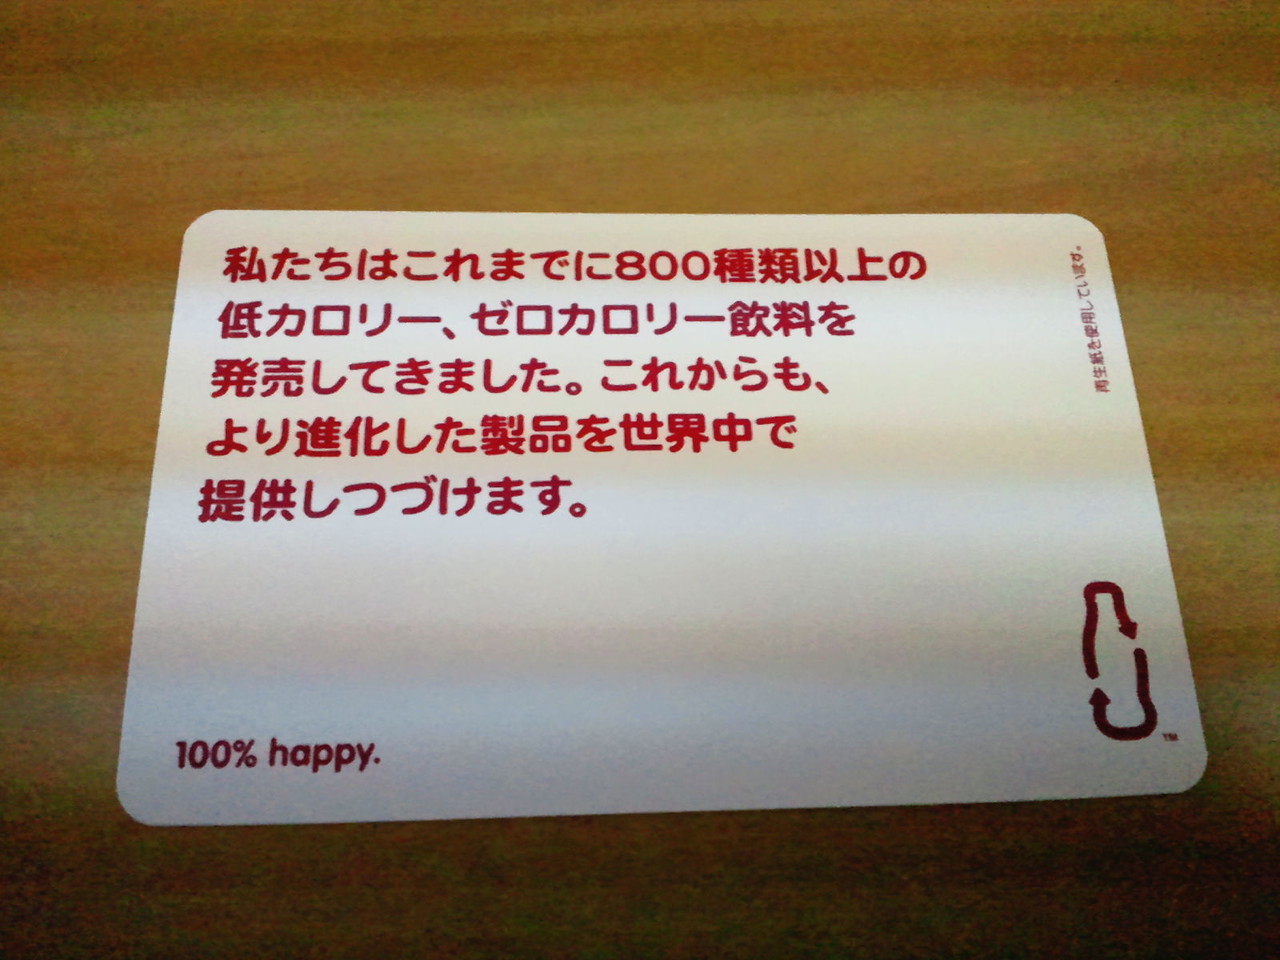 私たちはこれまでに800種類以上の
低カロリー、ゼロカロリー飲料を
発売してきました。これからも、
より進化した製品を世界中で
提供しつづけます。
再生紙を使用しています。
100% happy.
TM